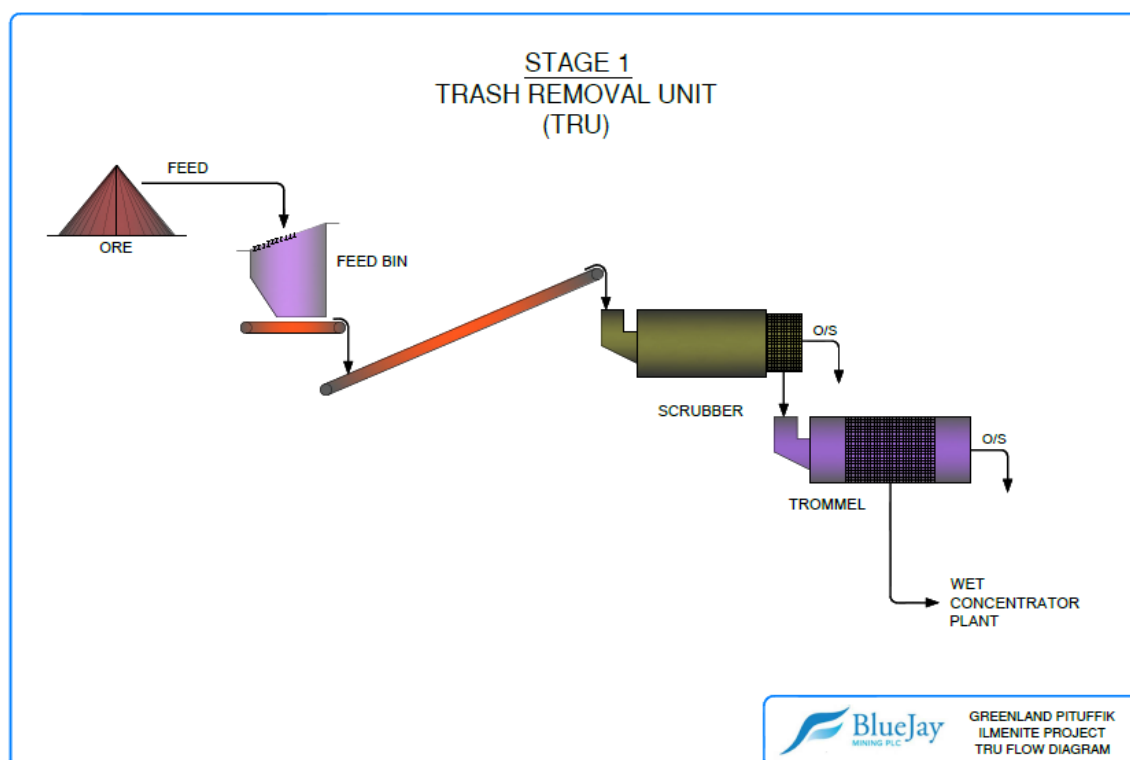 STAGE 1
TRASH REMOVAL UNIT
(TRU)
FEED
ORE
FEED BIN
O/S
SCRUBBER
O/S
TROMMEL
WET
CONCENTRATOR
PLANT
BlueJay
MINING PLC
GREENLAND PITUFFIK
ILMENITE PROJECT
TRU FLOW DIAGRAM